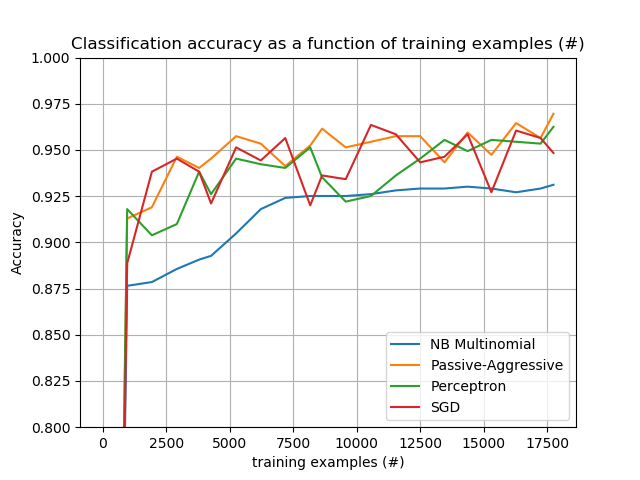 Classification accuracy as a function of training examples (#)
1.000
0.975
0.950
0.925
0.900
0.875
0.850
0.825
0.800
Accuracy
NB Multinomial
Passive-Aggressive
Perceptron
SGD
0 2500 5000 7500 10000 12500 15000 17500
training examples (#)